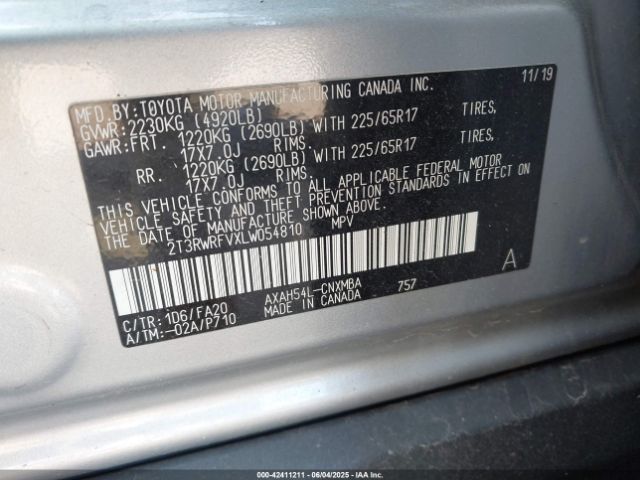 MFD.BY:TOYOTA MOTOR MANUFACTURING CANADA INC. 11/19
GVWR:2230KG (4920LB)
GAWR:FRT. 1220KG (2690LB) WITH 225/65R17 TIRES,
17X7.0J RIMS.
RR. 1220KG (2690LB) WITH 225/65R17 TIRES,
17X7.0J RIMS.
THIS VEHICLE CONFORMS TO ALL APPLICABLE FEDERAL MOTOR
VEHICLE SAFETY AND THEFT PREVENTION STANDARDS IN EFFECT ON
THE DATE OF MANUFACTURE SHOWN ABOVE.
2T3RWRFVXLW054810 MPV
A
C/TR:1D6/FA20 AXAH54L-CNXMBA 757
A/TM:-02A/P710 MADE IN CANADA
000-42411211 - 06/04/2025 - IAA Inc.